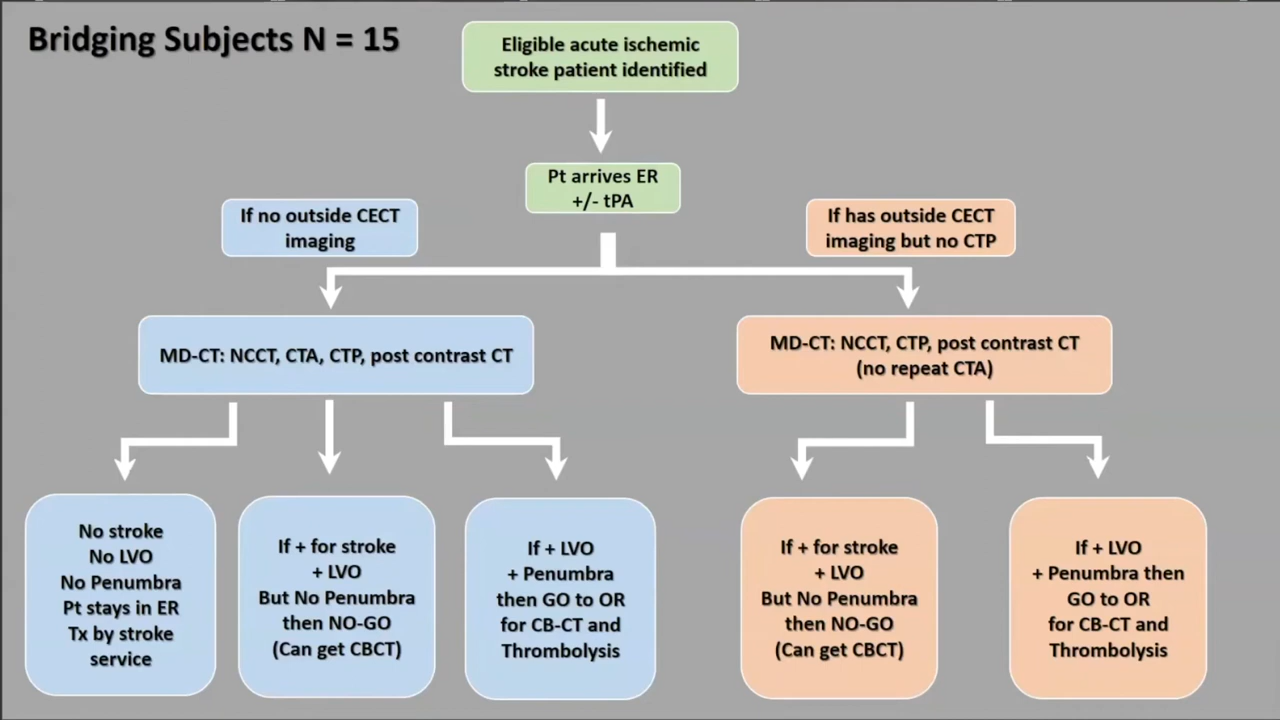 Bridging Subjects N = 15
Eligible acute ischemic
stroke patient identified
Pt arrives ER
+/- tPA
If no outside CECT
imaging
If has outside CECT
imaging but no CTP
MD-CT: NCCT, CTA, CTP, post contrast CT
MD-CT: NCCT, CTP, post contrast CT
(no repeat CTA)
No stroke
No LVO
No Penumbra
Pt stays in ER
Tx by stroke
service
If + for stroke
+ LVO
But No Penumbra
then NO-GO
(Can get CBCT)
If + LVO
+ Penumbra
then GO to OR
for CB-CT and
Thrombolysis
If + for stroke
+ LVO
But No Penumbra
then NO-GO
(Can get CBCT)
If + LVO
+ Penumbra then
GO to OR
for CB-CT and
Thrombolysis